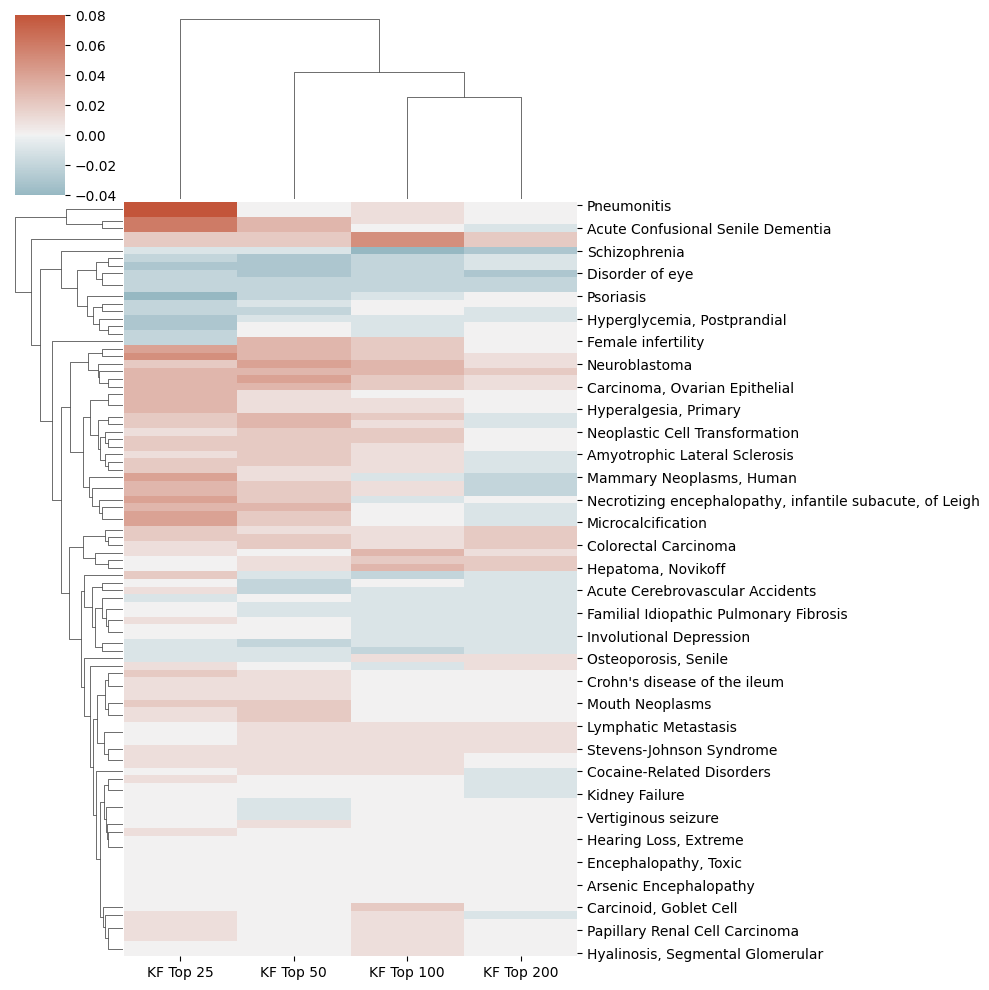 0.08
0.06
0.04
0.02
0.00
−0.02
−0.04
Pneumonitis
Acute Confusional Senile Dementia
Schizophrenia
Disorder of eye
Psoriasis
Hyperglycemia, Postprandial
Female infertility
Neuroblastoma
Carcinoma, Ovarian Epithelial
Hyperalgesia, Primary
Neoplastic Cell Transformation
Amyotrophic Lateral Sclerosis
Mammary Neoplasms, Human
Necrotizing encephalopathy, infantile subacute, of Leigh
Microcalcification
Colorectal Carcinoma
Hepatoma, Novikoff
Acute Cerebrovascular Accidents
Familial Idiopathic Pulmonary Fibrosis
Involutional Depression
Osteoporosis, Senile
Crohn's disease of the ileum
Mouth Neoplasms
Lymphatic Metastasis
Stevens-Johnson Syndrome
Cocaine-Related Disorders
Kidney Failure
Vertiginous seizure
Hearing Loss, Extreme
Encephalopathy, Toxic
Arsenic Encephalopathy
Carcinoid, Goblet Cell
Papillary Renal Cell Carcinoma
Hyalinosis, Segmental Glomerular
KF Top 25 KF Top 50 KF Top 100 KF Top 200